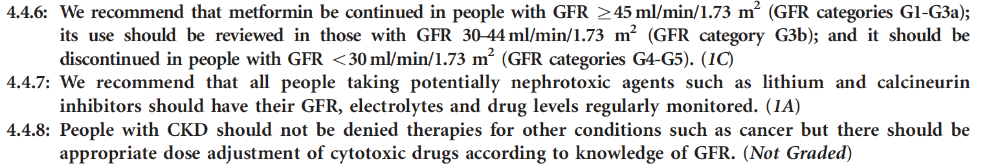 4.4.6: We recommend that metformin be continued in people with GFR ≥45 ml/min/1.73 m² (GFR categories G1-G3a);
its use should be reviewed in those with GFR 30–44 ml/min/1.73 m² (GFR category G3b); and it should be
discontinued in people with GFR <30 ml/min/1.73 m² (GFR categories G4-G5). (1C)
4.4.7: We recommend that all people taking potentially nephrotoxic agents such as lithium and calcineurin
inhibitors should have their GFR, electrolytes and drug levels regularly monitored. (1A)
4.4.8: People with CKD should not be denied therapies for other conditions such as cancer but there should be
appropriate dose adjustment of cytotoxic drugs according to knowledge of GFR. (Not Graded)